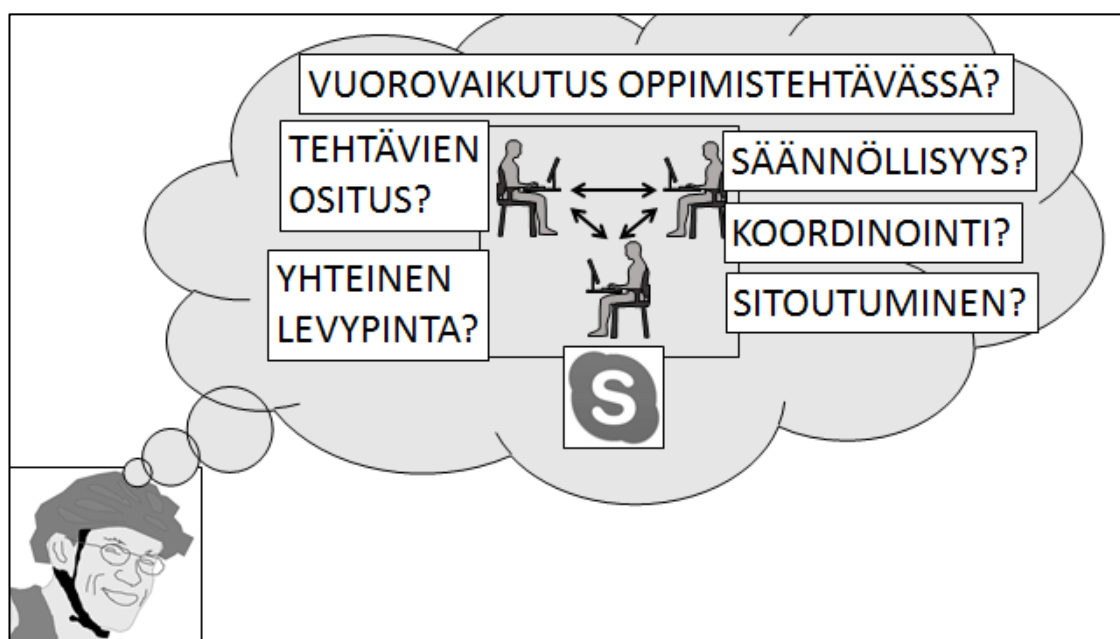 VUOROVAIKUTUS OPPIMISTEHTÄVÄSSÄ?
TEHTÄVIEN
OSITUS?
YHTEINEN
LEVYPINTA?
SÄÄNNÖLLISYYS?
KOORDINOINTI?
SITOUTUMINEN?
S